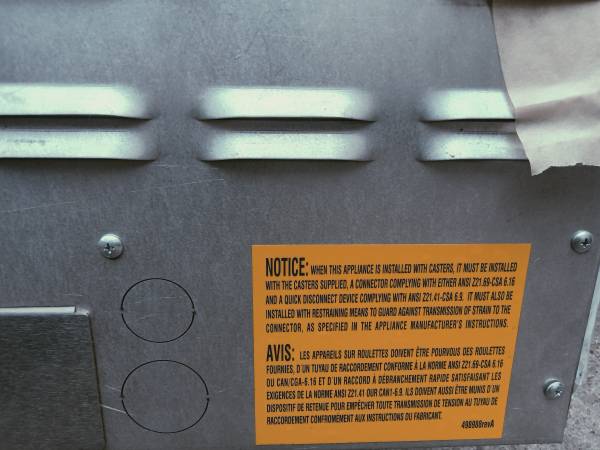 NOTICE: WHEN THIS APPLIANCE IS INSTALLED WITH CASTERS, IT MUST BE INSTALLED
WITH THE CASTERS SUPPLIED, A CONNECTOR COMPLYING WITH EITHER ANSI Z21.69-CSA 6.16
AND A QUICK DISCONNECT DEVICE COMPLYING WITH ANSI Z21.41-CSA 6.9. IT MUST ALSO BE
INSTALLED WITH RESTRAINING MEANS TO GUARD AGAINST TRANSMISSION OF STRAIN TO THE
CONNECTOR, AS SPECIFIED IN THE APPLIANCE MANUFACTURER'S INSTRUCTIONS.
AVIS: LES APPAREILS SUR ROULETTES DOIVENT ÊTRE POURVOUS DES ROULETTES
FOURNIES, D'UN TUYAU DE RACCORDEMENT CONFORME À LA NORME ANSI Z21.69-CSA 6.16
OU CAN/CGA-6.16 ET D'UN RACCORD À DEBRANCHEMENT RAPIDE SATISFAISANT LES
EXIGENCES DE LA NORME ANSI Z21.41 OUR CAN1-6.9. ILS DOIVENT AUSSI ÊTRE MUNIS D'UN
DISPOSITIF DE RETENUE POUR EMPÉCHER TOUTE TRANSMISSION DE TENSION AU TUYAU DE
RACCORDEMENT CONFROMEMENT AUX INSTRUCTIONS DU FABRICANT.
498988revA